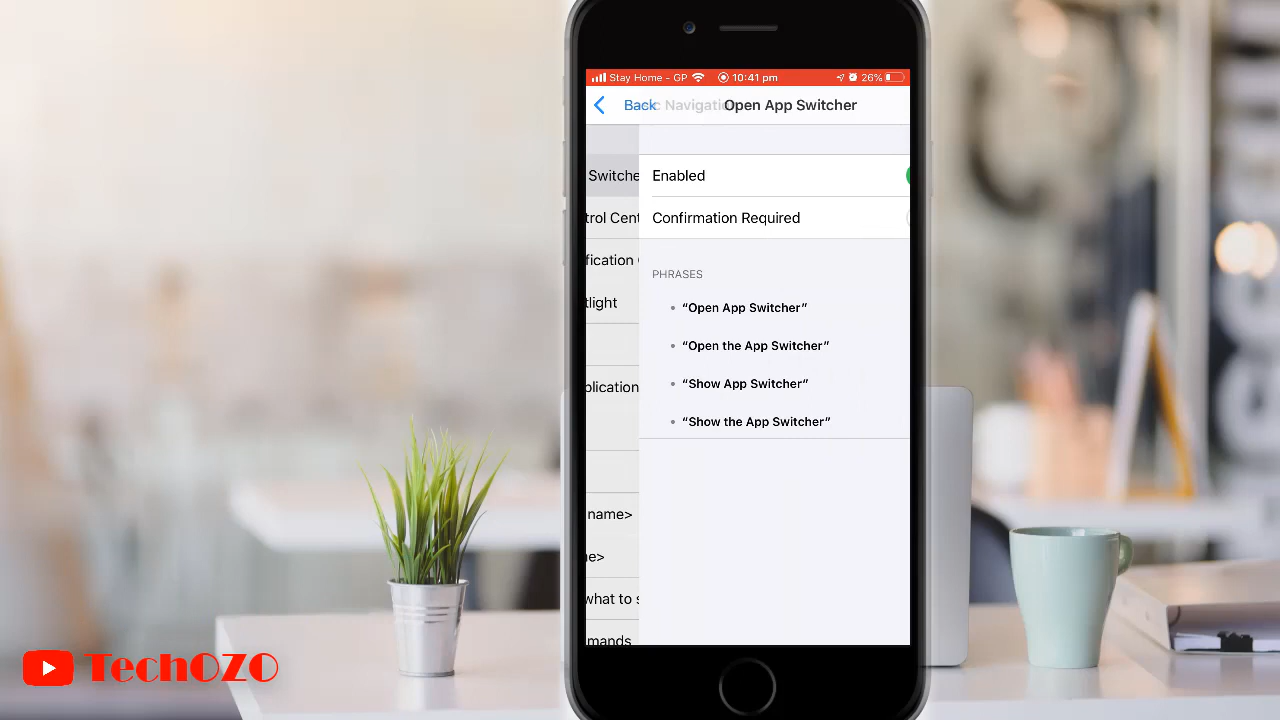 Stay Home - GP 10:41 pm 26%
Back Open App Switcher
Switche
Enabled
trol Cent
Confirmation Required
fication
PHRASES
tlight
“Open App Switcher”
“Open the App Switcher”
plication
“Show App Switcher”
“Show the App Switcher”
name>
e>
what to s
mands
TechOZO